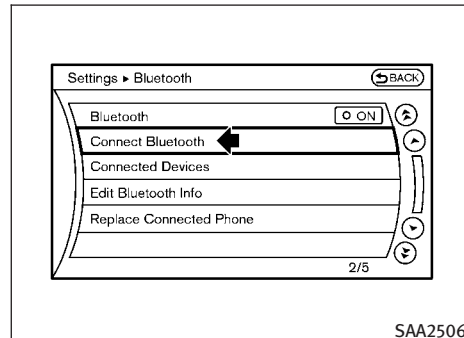 Settings ▸ Bluetooth BACK
Bluetooth ON
Connect Bluetooth
Connected Devices
Edit Bluetooth Info
Replace Connected Phone
2/5
SAA2506